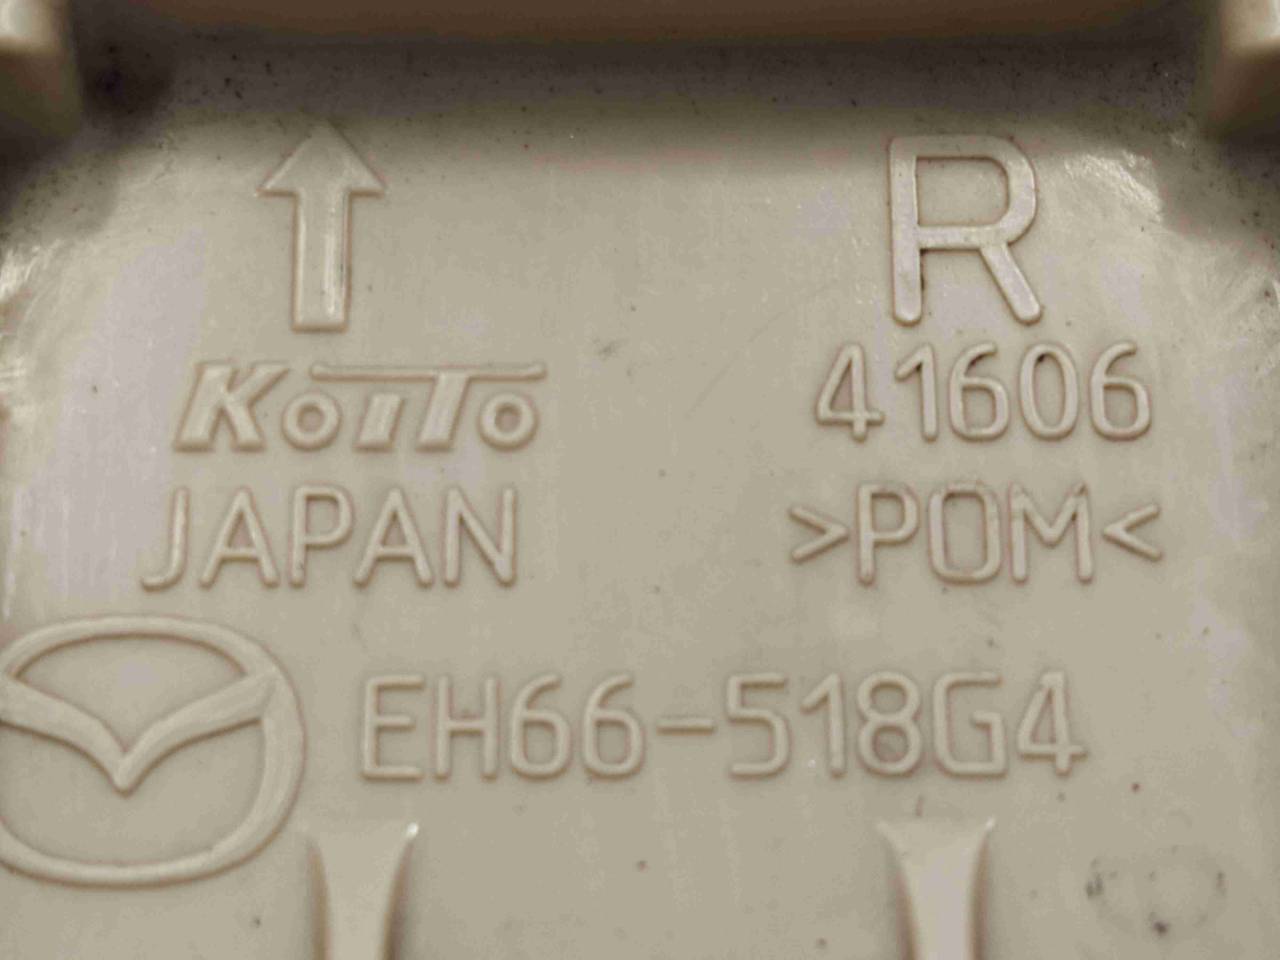 R
KOITO
41606
JAPAN
>POM<
EH66-518G4